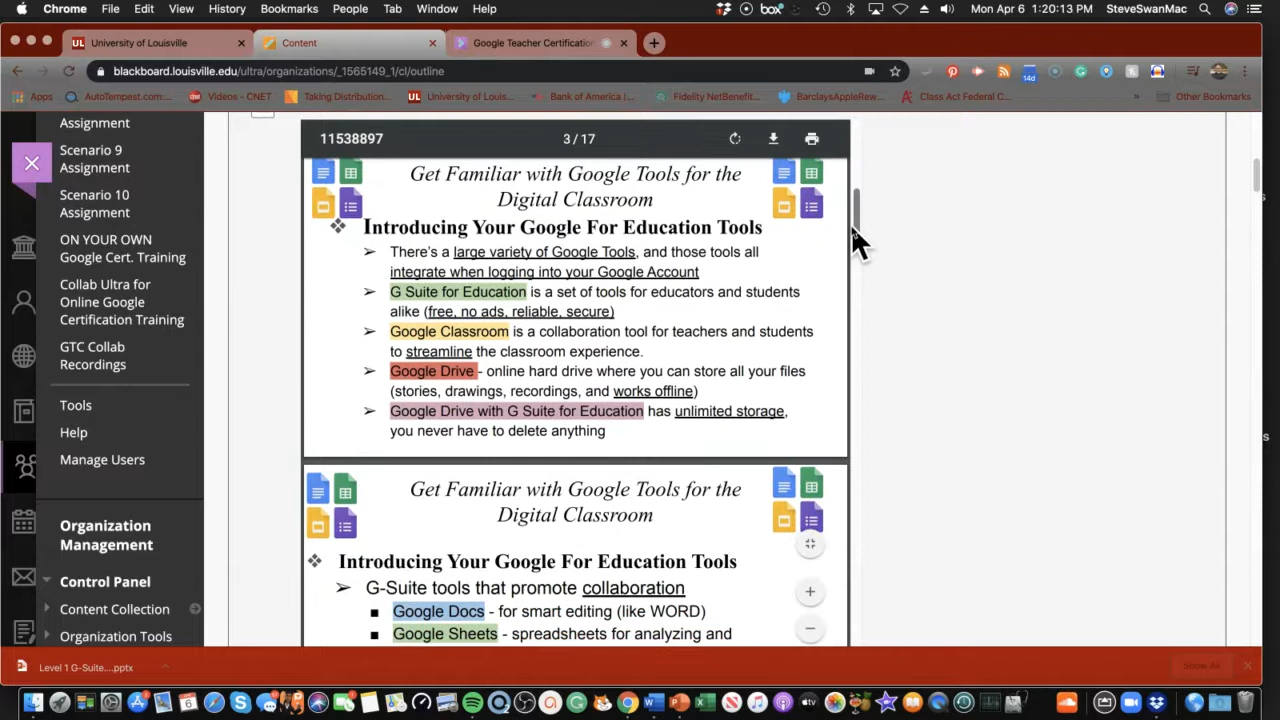 Chrome File Edit View History Bookmarks People Tab Window Help box Mon Apr 6 1:20:13 PM SteveSwanMac
UL University of Louisville Content Google Teacher Certification
blackboard.louisville.edu/ultra/organizations/_1565149_1/cl/outline 14d
Apps AutoTempest.com:... cnet Videos - CNET Taking Distribution... UL University of Louis... Bank of America |... Fidelity NetBenefit... BarclaysAppleRew... Class Act Federal C... » Other Bookmarks
Assignment
Scenario 9
Assignment
Scenario 10
Assignment
ON YOUR OWN
Google Cert. Training
Collab Ultra for
Online Google
Certification Training
GTC Collab
Recordings
Tools
Help
Manage Users
Organization
Management
Control Panel
Content Collection
Organization Tools
11538897 3 / 17
Get Familiar with Google Tools for the
Digital Classroom
❖ Introducing Your Google For Education Tools
➢ There's a large variety of Google Tools, and those tools all
integrate when logging into your Google Account
➢ G Suite for Education is a set of tools for educators and students
alike (free, no ads, reliable, secure)
➢ Google Classroom is a collaboration tool for teachers and students
to streamline the classroom experience.
➢ Google Drive - online hard drive where you can store all your files
(stories, drawings, recordings, and works offline)
➢ Google Drive with G Suite for Education has unlimited storage,
you never have to delete anything
Get Familiar with Google Tools for the
Digital Classroom
❖ Introducing Your Google For Education Tools
➢ G-Suite tools that promote collaboration
■ Google Docs - for smart editing (like WORD)
■ Google Sheets - spreadsheets for analyzing and
Level 1 G-Suite....pptx Show All